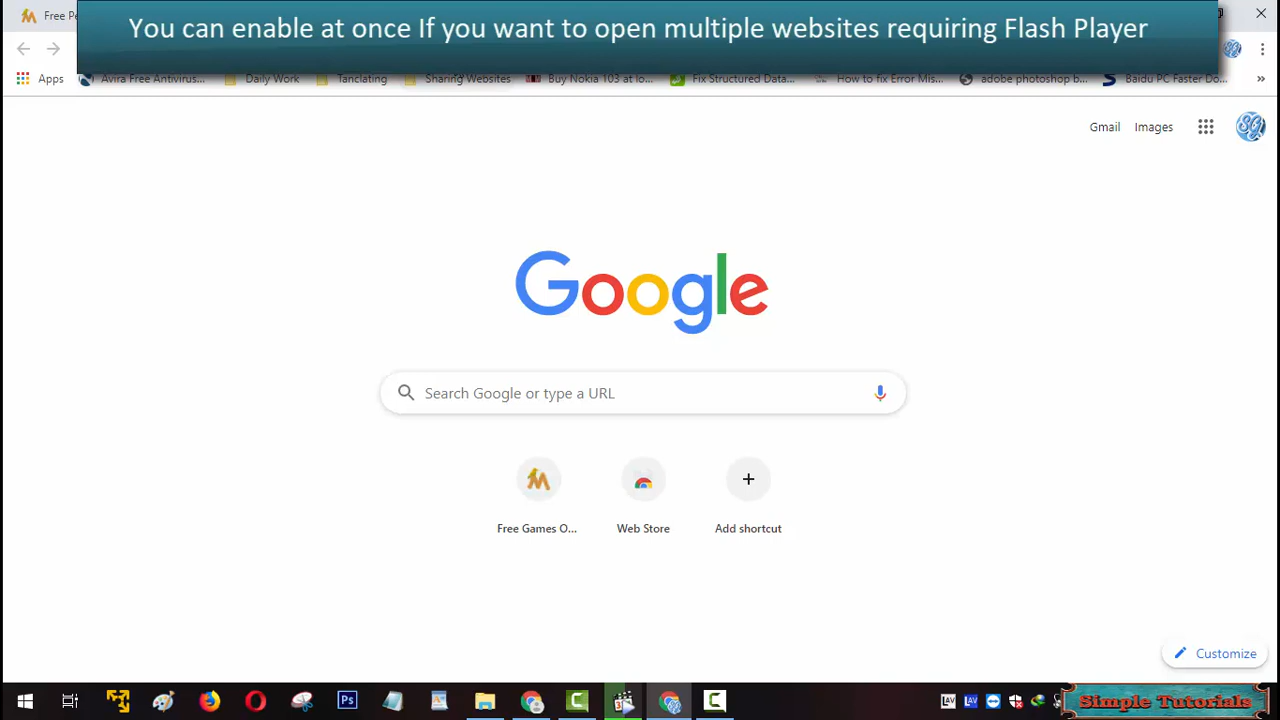 Free Pe
You can enable at once If you want to open multiple websites requiring Flash Player
Apps
Avira Free Antivirus...
Daily Work
Tanclating
Sharing Websites
Buy Nokia 103 at lo...
Fix Structured Data...
How to fix Error Mis...
adobe photoshop b...
Baidu PC Faster Do...
»
Gmail Images
Google
Search Google or type a URL
Free Games O...
Web Store
Add shortcut
Customize
Simple Tutorials